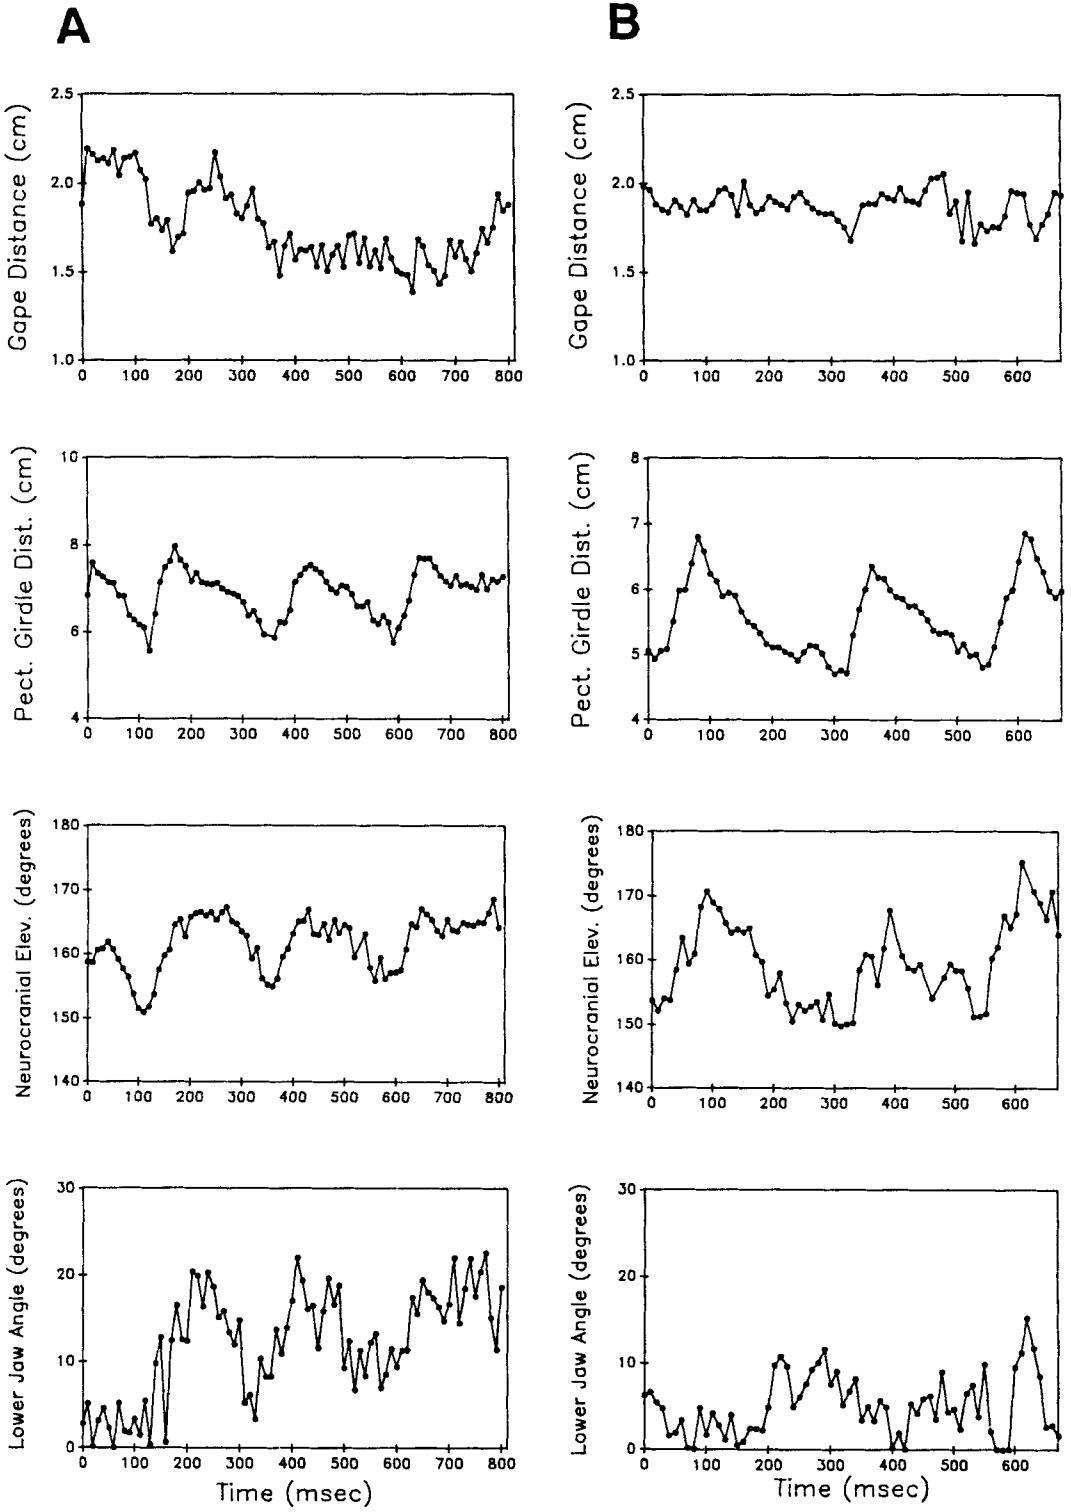 A
B
Gape Distance (cm)
2.5
2.0
1.5
1.0
0 100 200 300 400 500 600 700 800
Gape Distance (cm)
2.5
2.0
1.5
1.0
0 100 200 300 400 500 600
Pect. Girdle Dist. (cm)
10
8
6
4
0 100 200 300 400 500 600 700 800
Pect. Girdle Dist. (cm)
8
7
6
5
4
0 100 200 300 400 500 600
Neurocranial Elev. (degrees)
180
170
160
150
140
0 100 200 300 400 500 600 700 800
Neurocranial Elev. (degrees)
180
170
160
150
140
0 100 200 300 400 500 600
Lower Jaw Angle (degrees)
30
20
10
0
0 100 200 300 400 500 600 700 800
Time (msec)
Lower Jaw Angle (degrees)
30
20
10
0
0 100 200 300 400 500 600
Time (msec)